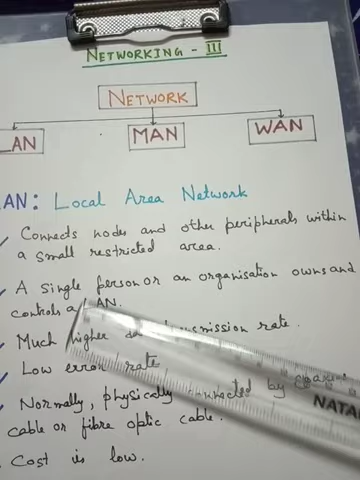 NETWORKING - III
NETWORK
LAN MAN WAN
LAN: Local Area Network
Connects nodes and other peripherals within
a small restricted area.
A single person or an organisation owns and
controls a LAN.
Much higher transmission rate.
Low error rate
Normally, physically connected by
cable or fibre optic cable.
Cost is low.
NATA